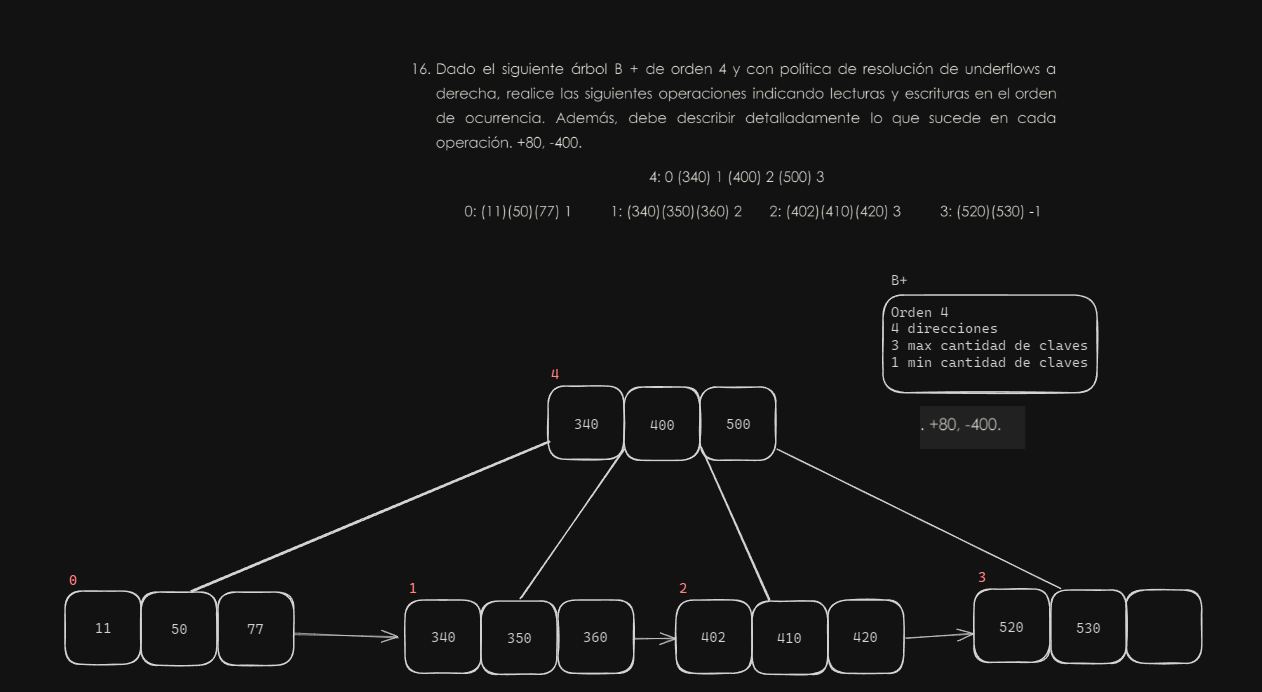 16. Dado el siguiente árbol B + de orden 4 y con política de resolución de underflows a
derecha, realice las siguientes operaciones indicando lecturas y escrituras en el orden
de ocurrencia. Además, debe describir detalladamente lo que sucede en cada
operación. +80, -400.
4: 0 (340) 1 (400) 2 (500) 3
0: (11)(50)(77) 1 1: (340)(350)(360) 2 2: (402)(410)(420) 3 3: (520)(530) -1
B+
Orden 4
4 direcciones
3 max cantidad de claves
1 min cantidad de claves
. +80, -400.
4
340 400 500
0 1 2 3
11 50 77 340 350 360 402 410 420 520 530